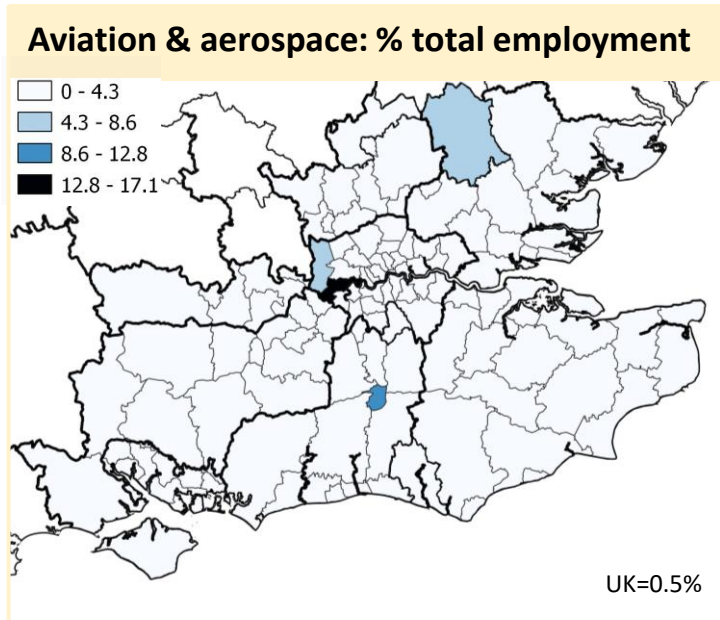 Aviation & aerospace: % total employment
0 - 4.3
4.3 - 8.6
8.6 - 12.8
12.8 - 17.1
UK=0.5%